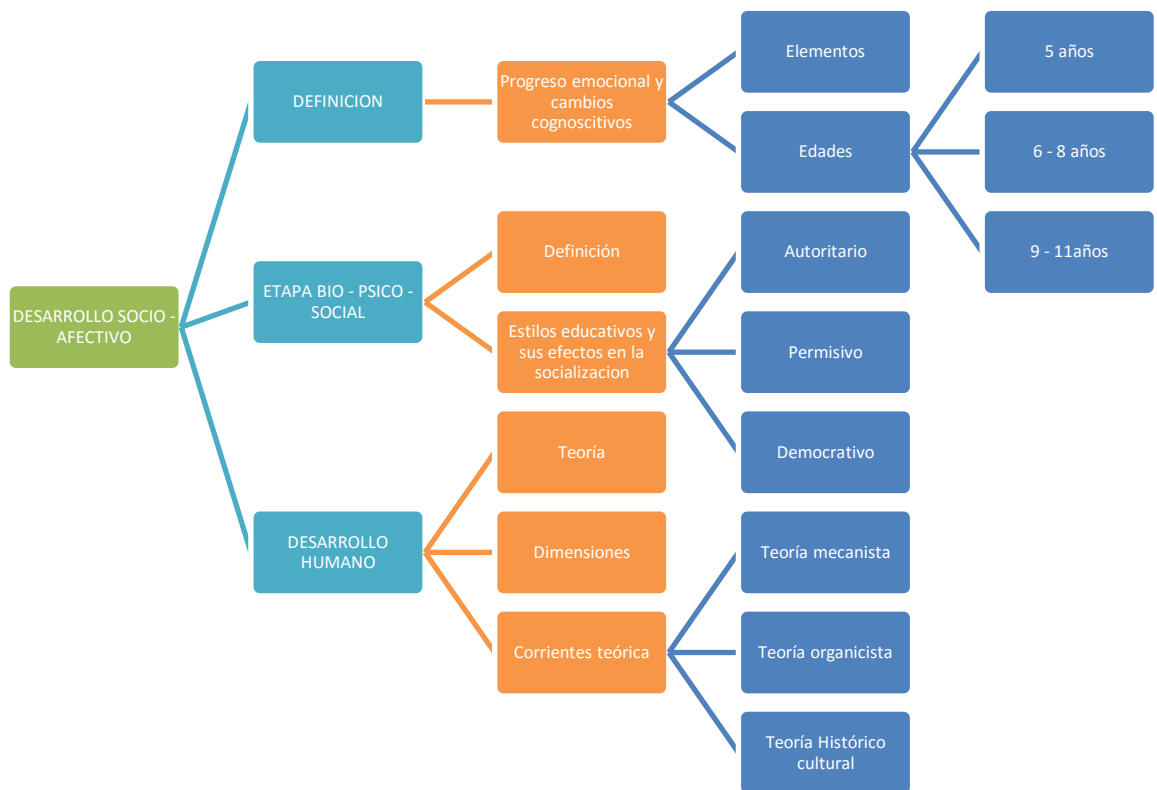 DESARROLLO SOCIO -
AFECTIVO
DEFINICION
Progreso emocional y
cambios
cognoscitivos
Elementos
Edades
5 años
6 - 8 años
9 - 11años
ETAPA BIO - PSICO -
SOCIAL
Definición
Estilos educativos y
sus efectos en la
socializacion
Autoritario
Permisivo
Democrativo
DESARROLLO
HUMANO
Teoría
Dimensiones
Corrientes teórica
Teoría mecanista
Teoría organicista
Teoría Histórico
cultural